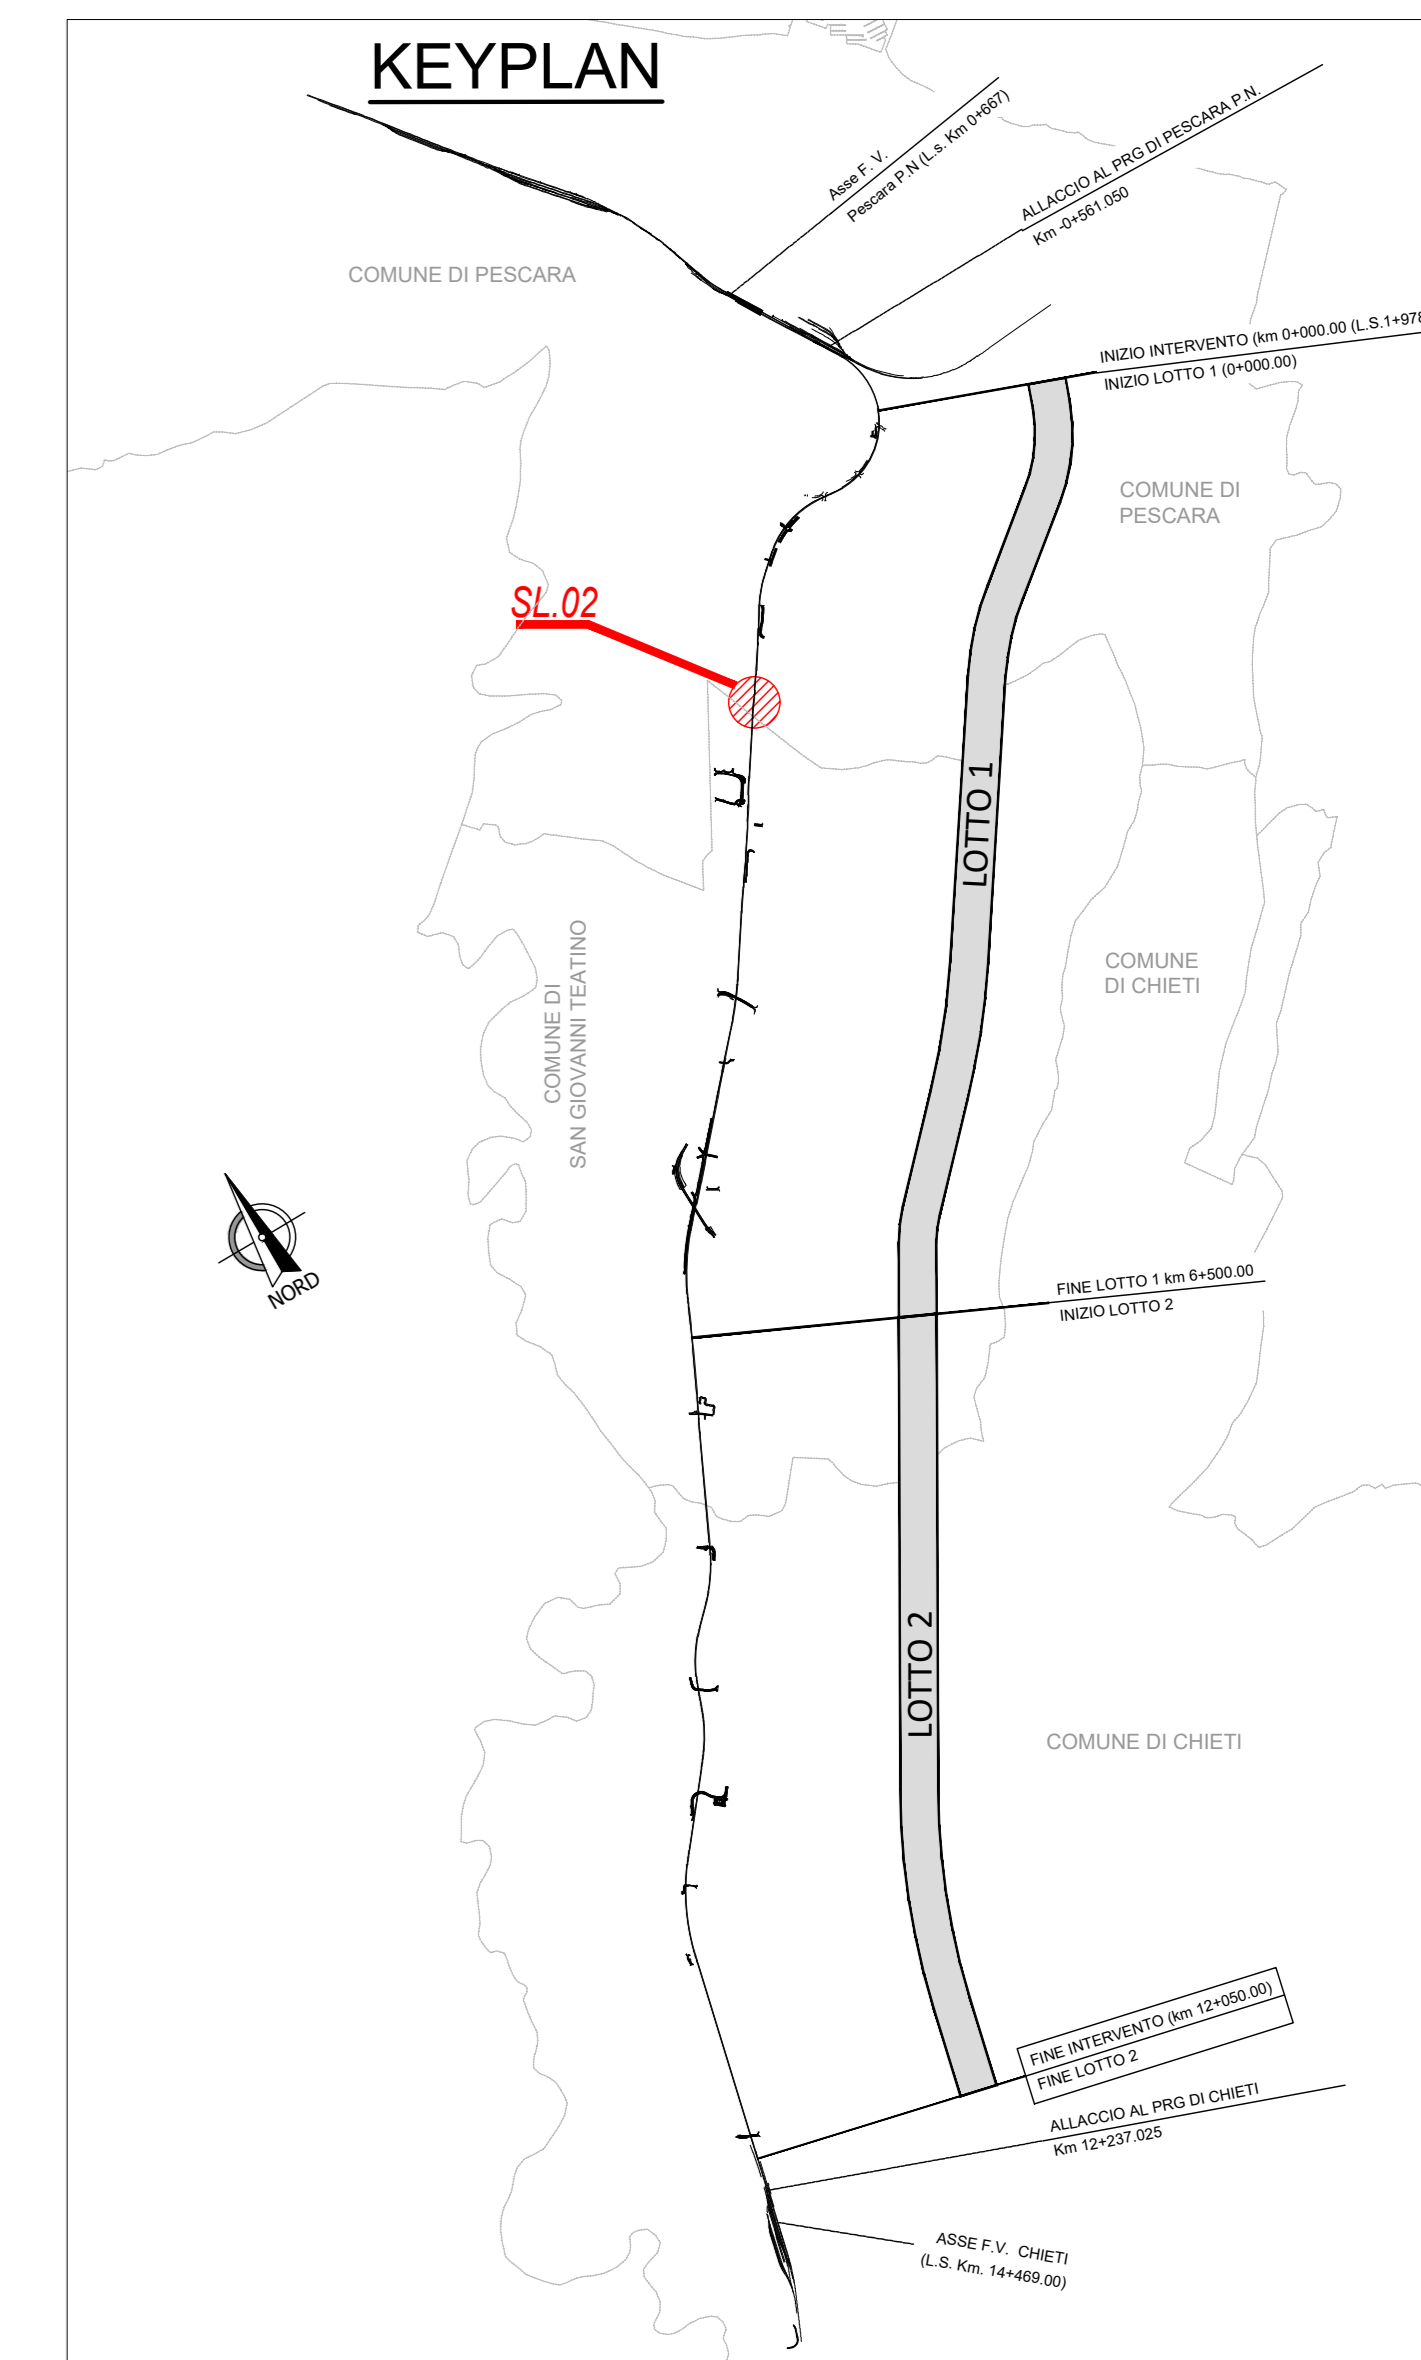 KEYPLAN
Asse F. V.
Pescara P.N (L.s. Km 0+667)
ALLACCIO AL PRG DI PESCARA P.N.
Km -0+561.050
COMUNE DI PESCARA
INIZIO INTERVENTO (km 0+000.00 (L.S.1+978
INIZIO LOTTO 1 (0+000.00)
COMUNE DI
PESCARA
SL.02
LOTTO 1
COMUNE DI
SAN GIOVANNI TEATINO
COMUNE
DI CHIETI
NORD
FINE LOTTO 1 km 6+500.00
INIZIO LOTTO 2
LOTTO 2
COMUNE DI CHIETI
FINE INTERVENTO (km 12+050.00)
FINE LOTTO 2
ALLACCIO AL PRG DI CHIETI
Km 12+237.025
ASSE F.V. CHIETI
(L.S. Km. 14+469.00)